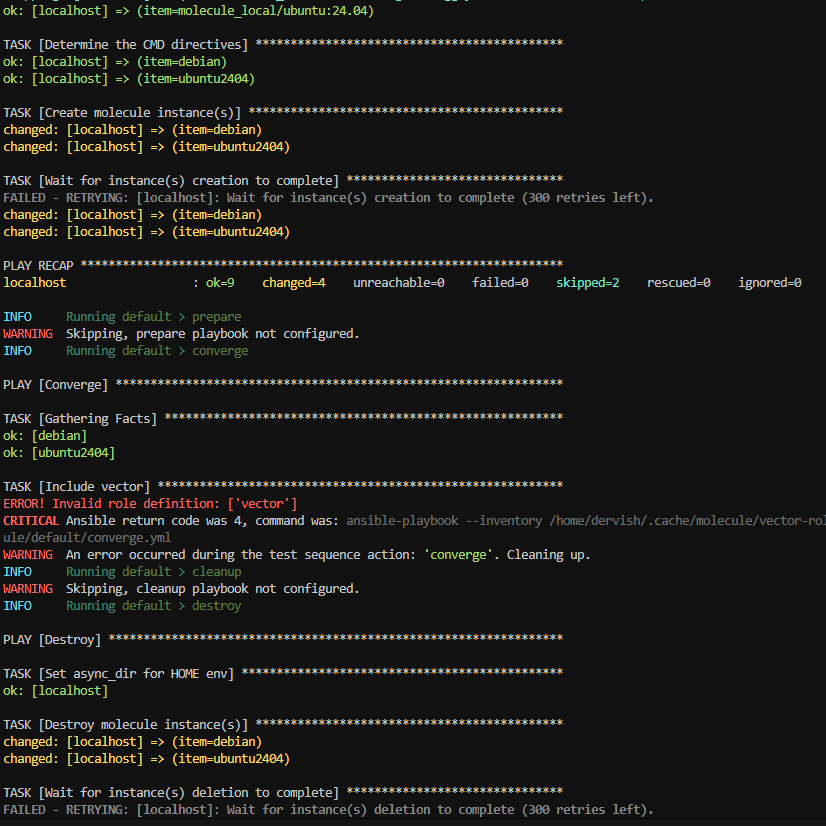 ok: [localhost] => (item=molecule_local/ubuntu:24.04)
TASK [Determine the CMD directives] ********************************************
ok: [localhost] => (item=debian)
ok: [localhost] => (item=ubuntu2404)
TASK [Create molecule instance(s)] *********************************************
changed: [localhost] => (item=debian)
changed: [localhost] => (item=ubuntu2404)
TASK [Wait for instance(s) creation to complete] *******************************
FAILED - RETRYING: [localhost]: Wait for instance(s) creation to complete (300 retries left).
changed: [localhost] => (item=debian)
changed: [localhost] => (item=ubuntu2404)
PLAY RECAP *********************************************************************
localhost                  : ok=9    changed=4    unreachable=0    failed=0    skipped=2    rescued=0    ignored=0
INFO     Running default > prepare
WARNING  Skipping, prepare playbook not configured.
INFO     Running default > converge
PLAY [Converge] ****************************************************************
TASK [Gathering Facts] *********************************************************
ok: [debian]
ok: [ubuntu2404]
TASK [Include vector] **********************************************************
ERROR! Invalid role definition: ['vector']
CRITICAL Ansible return code was 4, command was: ansible-playbook --inventory /home/dervish/.cache/molecule/vector-rol
ule/default/converge.yml
WARNING  An error occurred during the test sequence action: 'converge'. Cleaning up.
INFO     Running default > cleanup
WARNING  Skipping, cleanup playbook not configured.
INFO     Running default > destroy
PLAY [Destroy] *****************************************************************
TASK [Set async_dir for HOME env] **********************************************
ok: [localhost]
TASK [Destroy molecule instance(s)] ********************************************
changed: [localhost] => (item=debian)
changed: [localhost] => (item=ubuntu2404)
TASK [Wait for instance(s) deletion to complete] *******************************
FAILED - RETRYING: [localhost]: Wait for instance(s) deletion to complete (300 retries left).